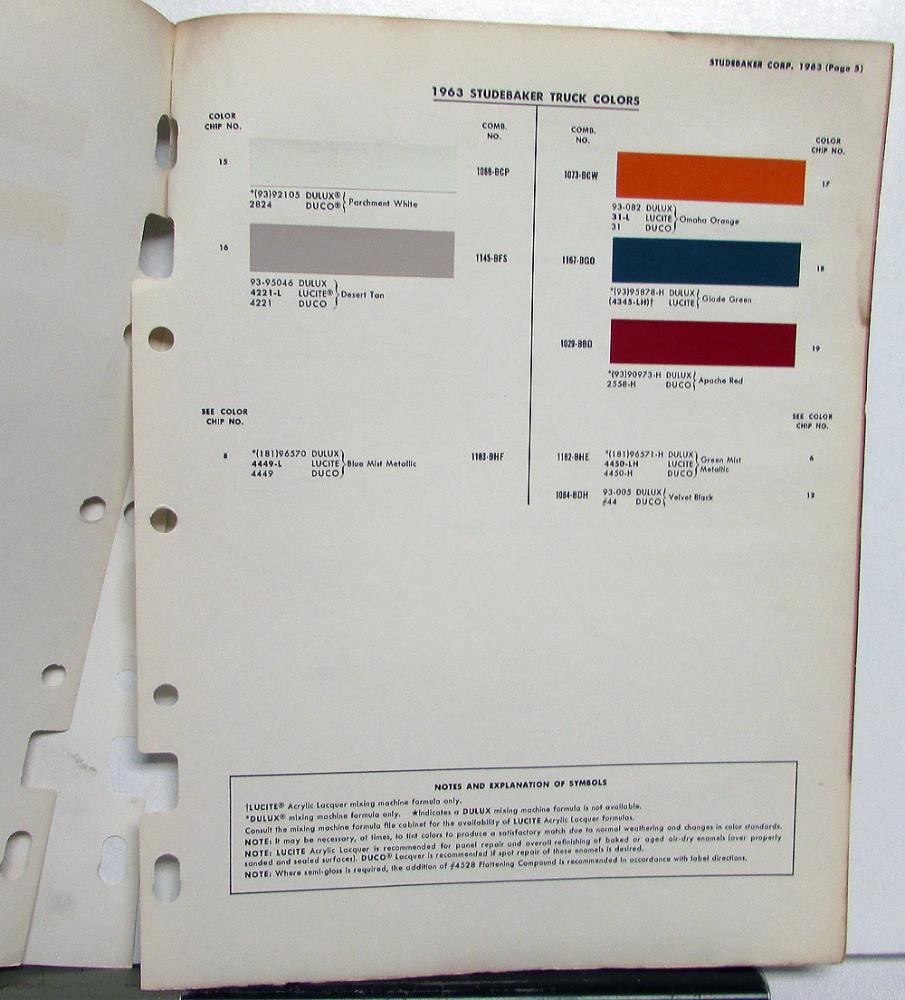 STUDEBAKER CORP. 1963 (Page 5)
1963 STUDEBAKER TRUCK COLORS
COLOR
CHIP NO.
COMB.
NO.
15
1066-BCP
*(93)92105 DULUX®
2824 DUCO®
Parchment White
16
1145-BFS
93-95046 DULUX
4221-L LUCITE®
4221 DUCO
Desert Tan
COMB.
NO.
COLOR
CHIP NO.
1073-BCW
17
93-082 DULUX
31-L LUCITE
31 DUCO
Omaha Orange
1167-BGO
18
*(93)95878-H DULUX
(4345-LH)† LUCITE
Glade Green
1029-BBD
19
*(93)90973-H DULUX
2558-H DUCO
Apache Red
SEE COLOR
CHIP NO.
8
*(181)96570 DULUX
4449-L LUCITE
4449 DUCO
Blue Mist Metallic
1183-BHF
SEE COLOR
CHIP NO.
1182-BHE
*(181)96571-H DULUX
4450-LH LUCITE
4450-H DUCO
Green Mist
Metallic
6
1084-BDH
93-005 DULUX
#44 DUCO
Velvet Black
12
NOTES AND EXPLANATION OF SYMBOLS
†LUCITE® Acrylic Lacquer mixing machine formula only.
*DULUX® mixing machine formula only. ★Indicates a DULUX mixing machine formula is not available.
Consult the mixing machine formula file cabinet for the availability of LUCITE Acrylic Lacquer formulas.
NOTE: It may be necessary, at times, to tint colors to produce a satisfactory match due to normal weathering and changes in color standards.
NOTE: LUCITE Acrylic Lacquer is recommended for panel repair and overall refinishing of baked or aged air-dry enamels (over properly
sanded and sealed surfaces). DUCO® Lacquer is recommended if spot repair of these enamels is desired.
NOTE: Where semi-gloss is required, the addition of #4528 Flattening Compound is recommended in accordance with label directions.